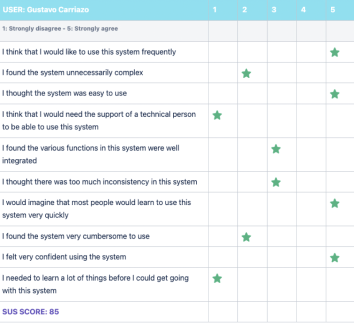 USER: Gustavo Carriazo 1 2 3 4 5
1: Strongly disagree - 5: Strongly agree
I think that I would like to use this system frequently
I found the system unnecessarily complex
I thought the system was easy to use
I think that I would need the support of a technical person
to be able to use this system
I found the various functions in this system were well
integrated
I thought there was too much inconsistency in this system
I would imagine that most people would learn to use this
system very quickly
I found the system very cumbersome to use
I felt very confident using the system
I needed to learn a lot of things before I could get going
with this system
SUS SCORE: 85